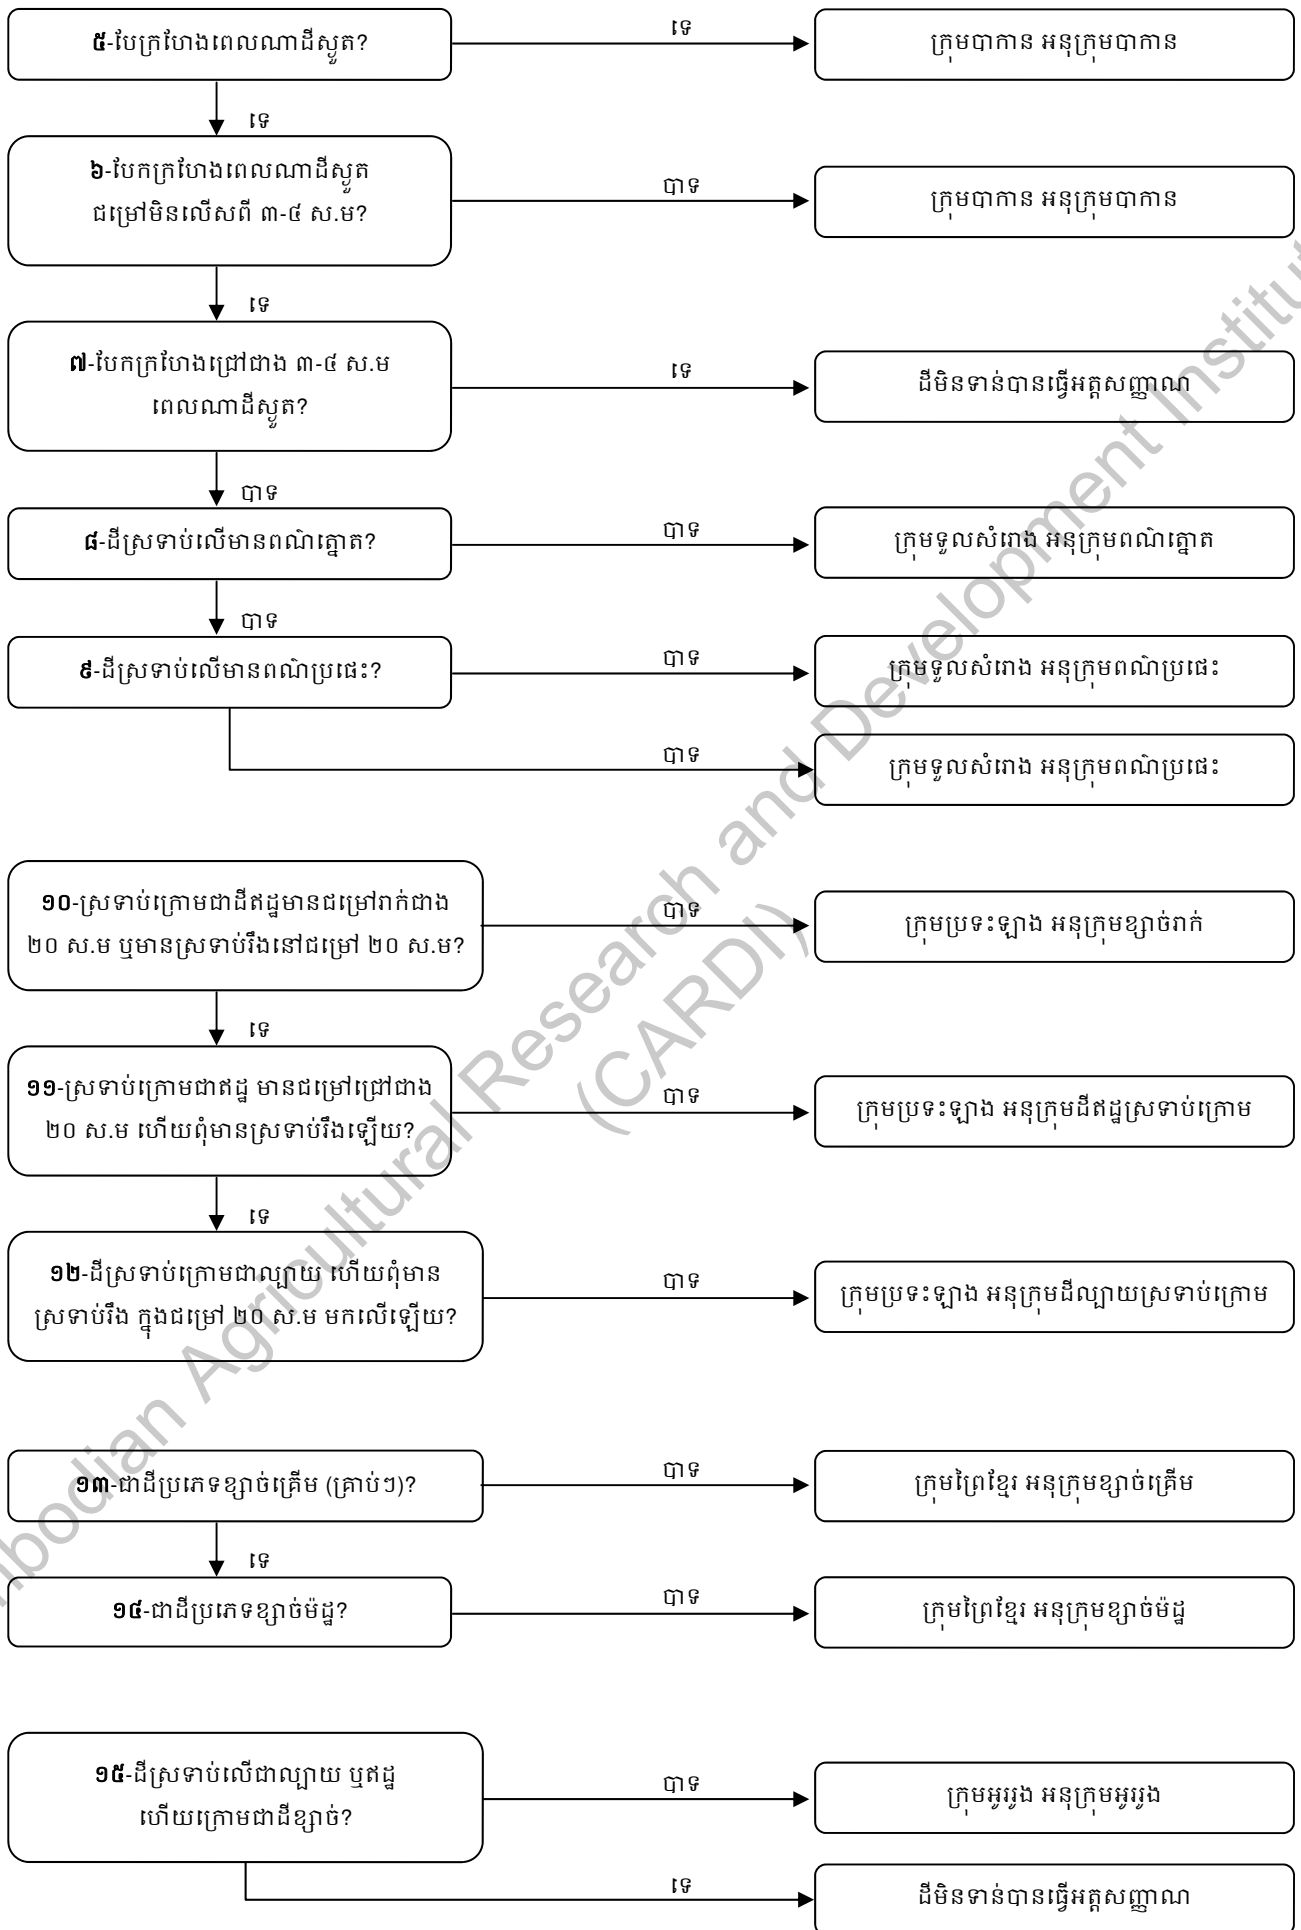 ៥-បែក្រហែងពេលណាដីស្ងួត?
ទេ
ក្រុមបាកាន អនុក្រុមបាកាន
ទេ
៦-បែកក្រហែងពេលណាដីស្ងួត
ជម្រៅមិនលើសពី ៣-៤ ស.ម?
បាទ
ក្រុមបាកាន អនុក្រុមបាកាន
ទេ
៧-បែកក្រហែងជ្រៅជាង ៣-៤ ស.ម
ពេលណាដីស្ងួត?
ទេ
ដីមិនទាន់បានធ្វើអត្តសញ្ញាណ
បាទ
៨-ដីស្រទាប់លើមានពណ៌ត្នោត?
បាទ
ក្រុមទួលសំរោង អនុក្រុមពណ៌ត្នោត
បាទ
៩-ដីស្រទាប់លើមានពណ៌ប្រផេះ?
បាទ
ក្រុមទួលសំរោង អនុក្រុមពណ៌ប្រផេះ
បាទ
ក្រុមទួលសំរោង អនុក្រុមពណ៌ប្រផេះ
១០-ស្រទាប់ក្រោមជាដីឥដ្ឋមានជម្រៅរាក់ជាង
២០ ស.ម ឬមានស្រទាប់រឹងនៅជម្រៅ ២០ ស.ម?
បាទ
ក្រុមប្រទះឡាង អនុក្រុមខ្សាច់រាក់
ទេ
១១-ស្រទាប់ក្រោមជាឥដ្ឋ មានជម្រៅជ្រៅជាង
២០ ស.ម ហើយពុំមានស្រទាប់រឹងឡើយ?
បាទ
ក្រុមប្រទះឡាង អនុក្រុមដីឥដ្ឋស្រទាប់ក្រោម
ទេ
១២-ដីស្រទាប់ក្រោមជាល្បាយ ហើយពុំមាន
ស្រទាប់រឹង ក្នុងជម្រៅ ២០ ស.ម មកលើឡើយ?
បាទ
ក្រុមប្រទះឡាង អនុក្រុមដីល្បាយស្រទាប់ក្រោម
១៣-ជាដីប្រភេទខ្សាច់គ្រើម (គ្រាប់ៗ)?
បាទ
ក្រុមព្រៃខ្មែរ អនុក្រុមខ្សាច់គ្រើម
ទេ
១៤-ជាដីប្រភេទខ្សាច់ម៉ដ្ឋ?
បាទ
ក្រុមព្រៃខ្មែរ អនុក្រុមខ្សាច់ម៉ដ្ឋ
១៥-ដីស្រទាប់លើជាល្បាយ ឬឥដ្ឋ
ហើយក្រោមជាដីខ្សាច់?
បាទ
ក្រុមអូររូង អនុក្រុមអូររូង
ទេ
ដីមិនទាន់បានធ្វើអត្តសញ្ញាណ
Agricultural Research and Development
(CARDI)